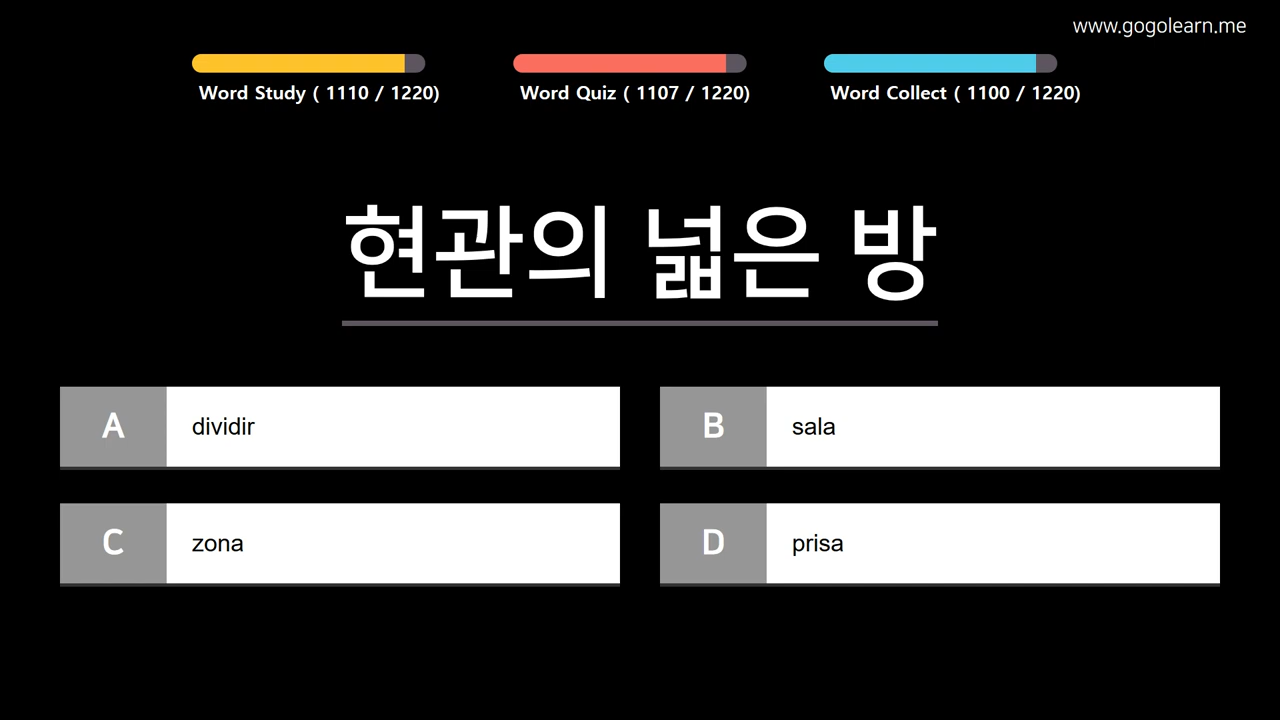 www.gogolearn.me
Word Study ( 1110 / 1220)
Word Quiz ( 1107 / 1220)
Word Collect ( 1100 / 1220)
현관의 넓은 방
A dividir
B sala
C zona
D prisa